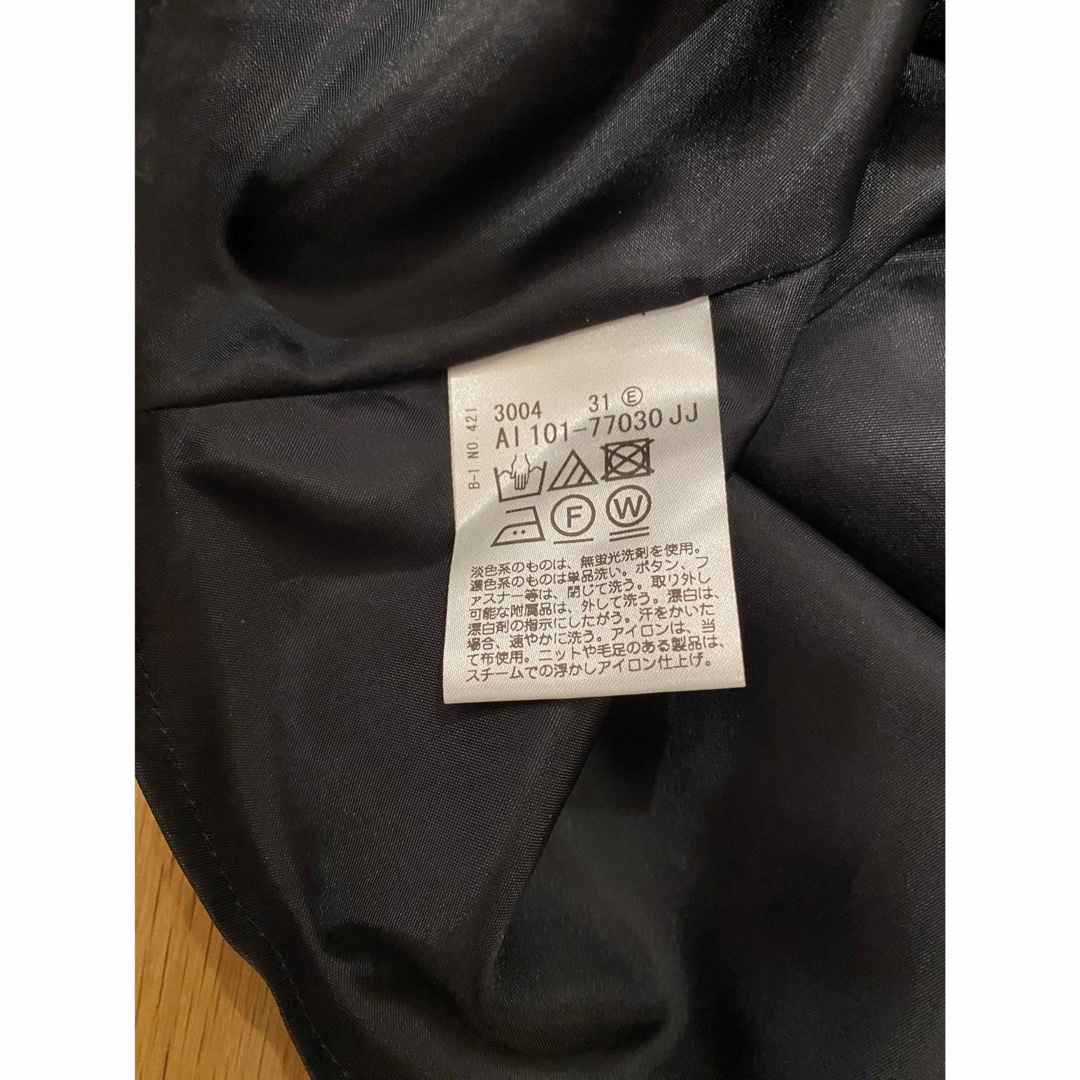 3004 31 Ⓔ
AI 101-77030 JJ
B-1 NO.421
F W
淡色系のものは、無蛍光洗剤を使用。
濃色系のものは単品洗い。ボタン、フ
ァスナー等は、閉じて洗う。取り外し
可能な附属品は、外して洗う。漂白は、
漂白剤の指示にしたがう。汗をかいた
場合、速やかに洗う。アイロンは、当
て布使用。ニットや毛足のある製品は、
スチームでの浮かしアイロン仕上げ。